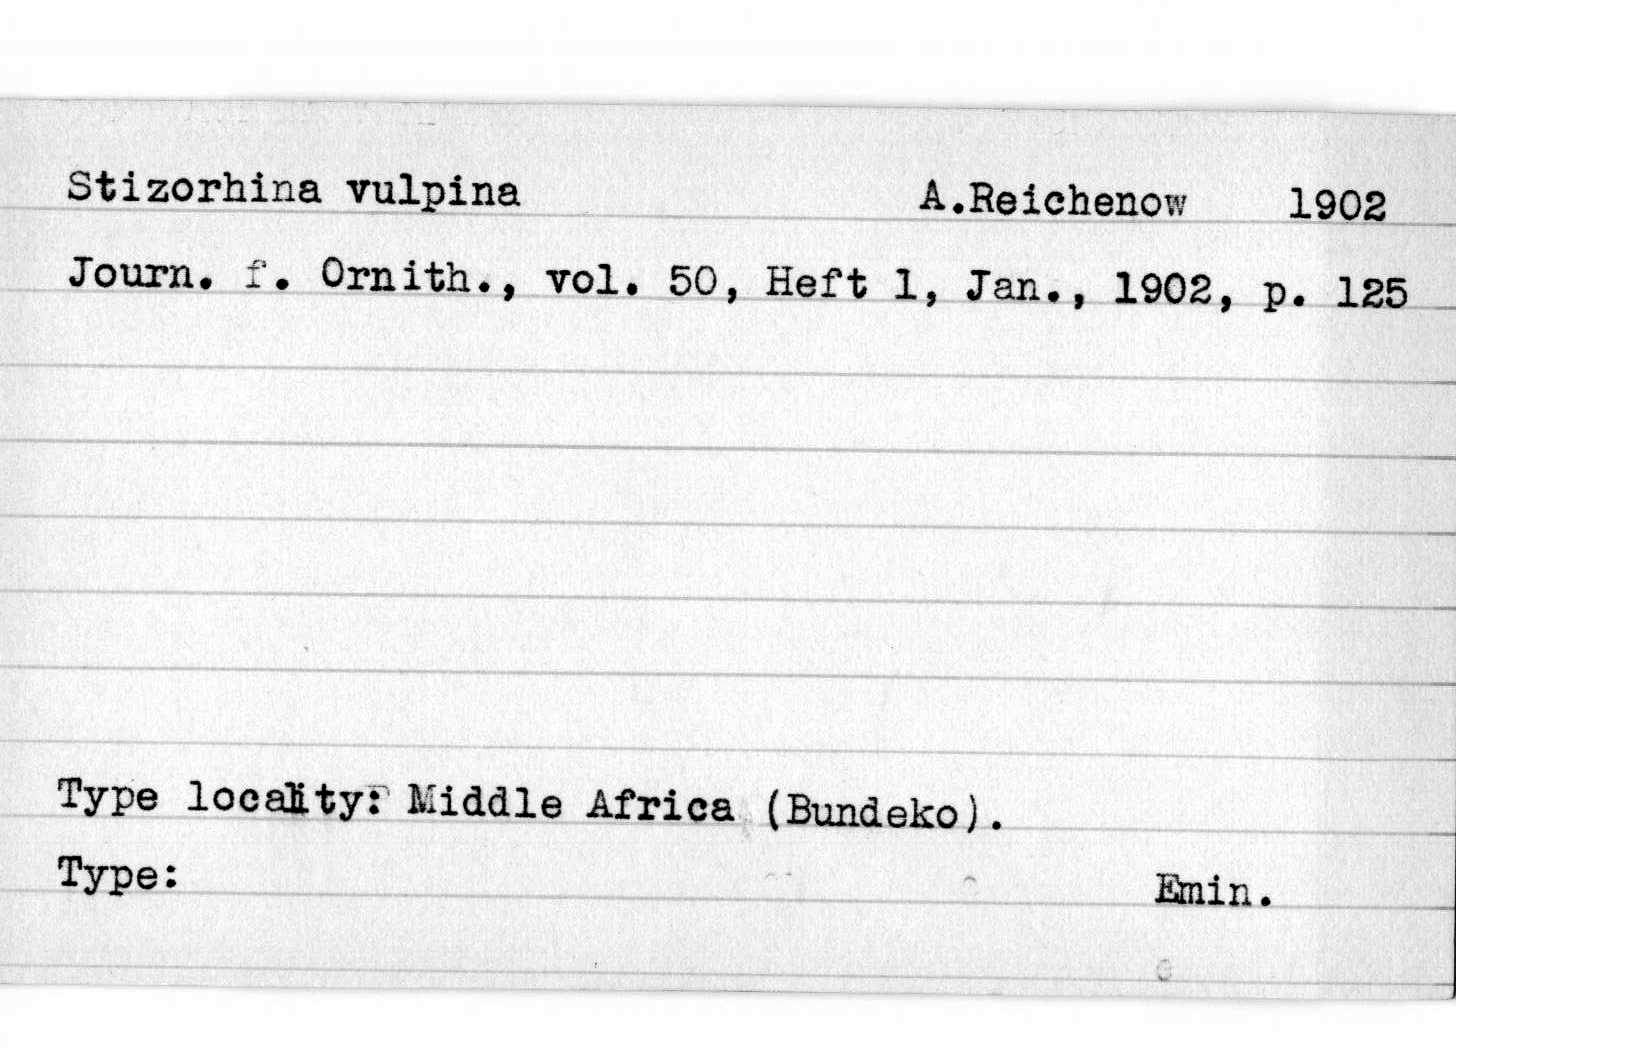 Stizorhina vulpina A.Reichenow 1902
Journ. f. Ornith., vol. 50, Heft 1, Jan., 1902, p. 125
Type locality: Middle Africa (Bundeko).
Type: Emin.